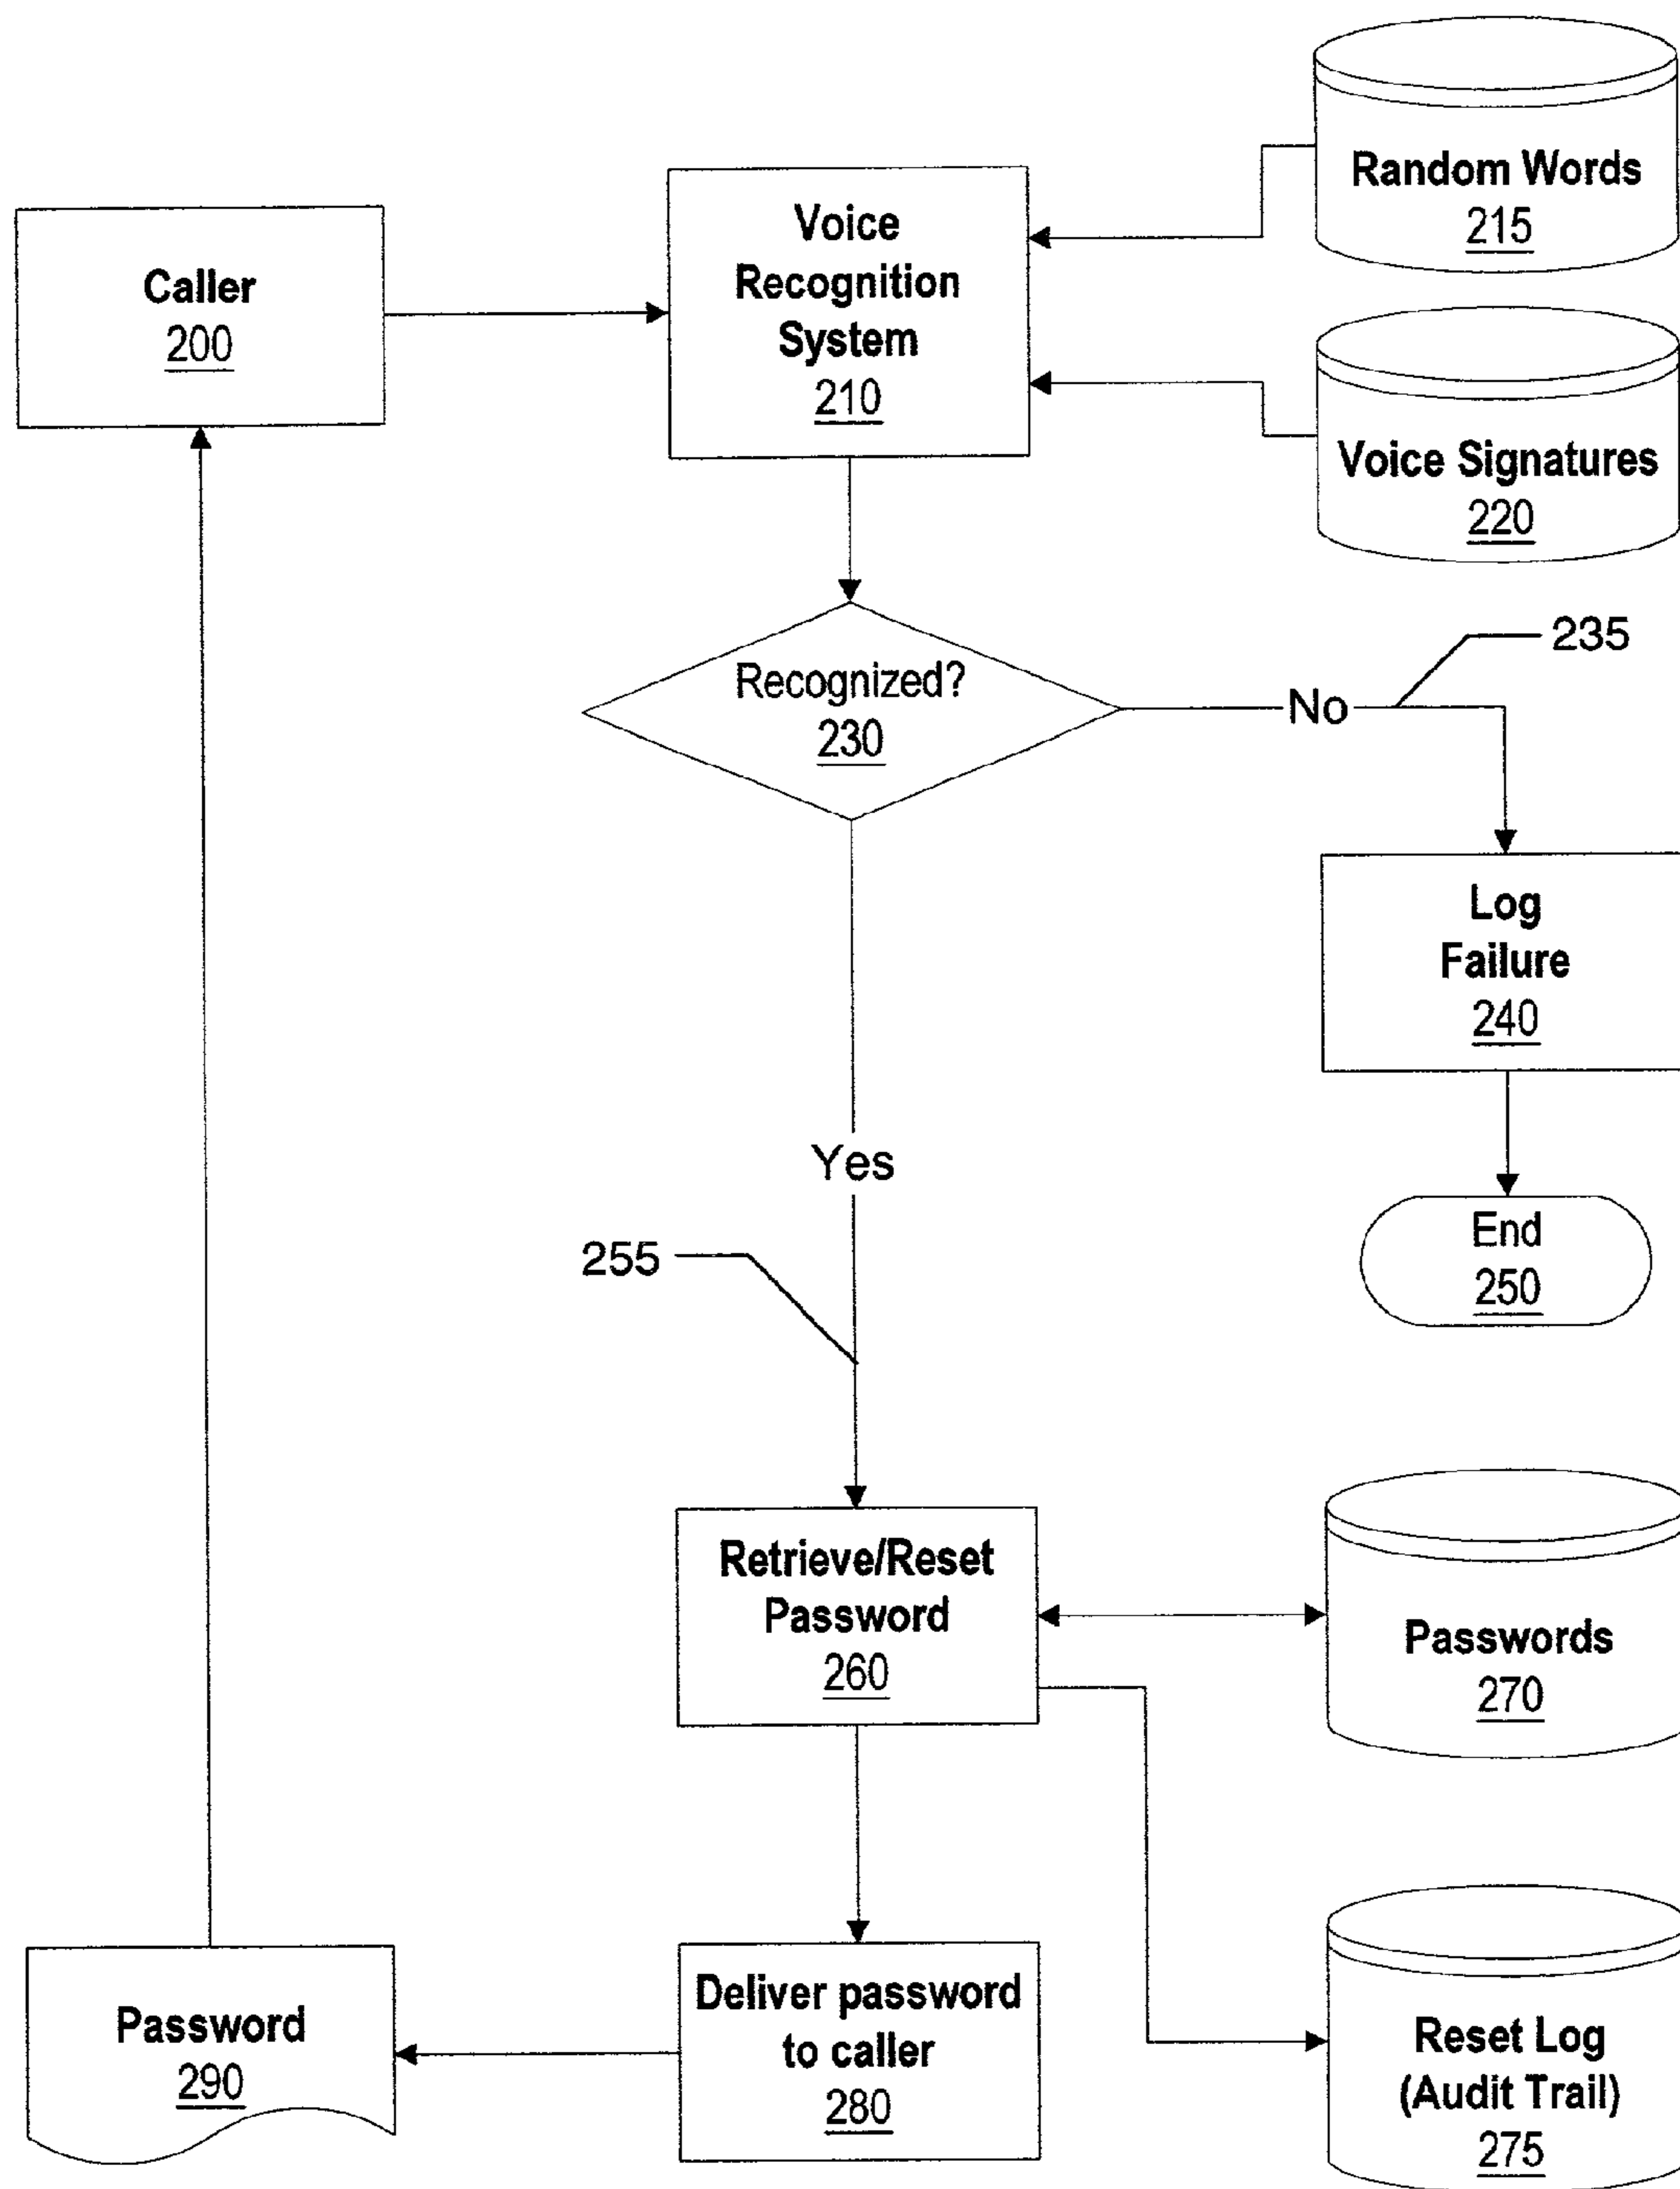 Random Words
215
Voice
Recognition
System
210
Caller
200
Voice Signatures
220
Recognized?
230
No
235
Log
Failure
240
Yes
End
250
255
Retrieve/Reset
Password
260
Passwords
270
Deliver password
to caller
280
Password
290
Reset Log
(Audit Trail)
275